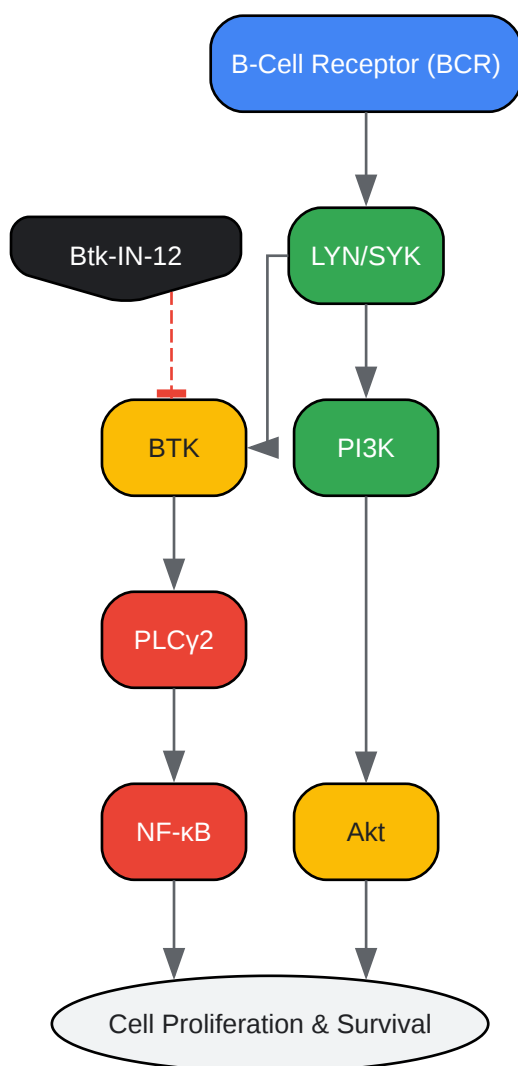 B-Cell Receptor (BCR)
Btk-IN-12
LYN/SYK
BTK
PI3K
PLCγ2
NF-κB
Akt
Cell Proliferation & Survival